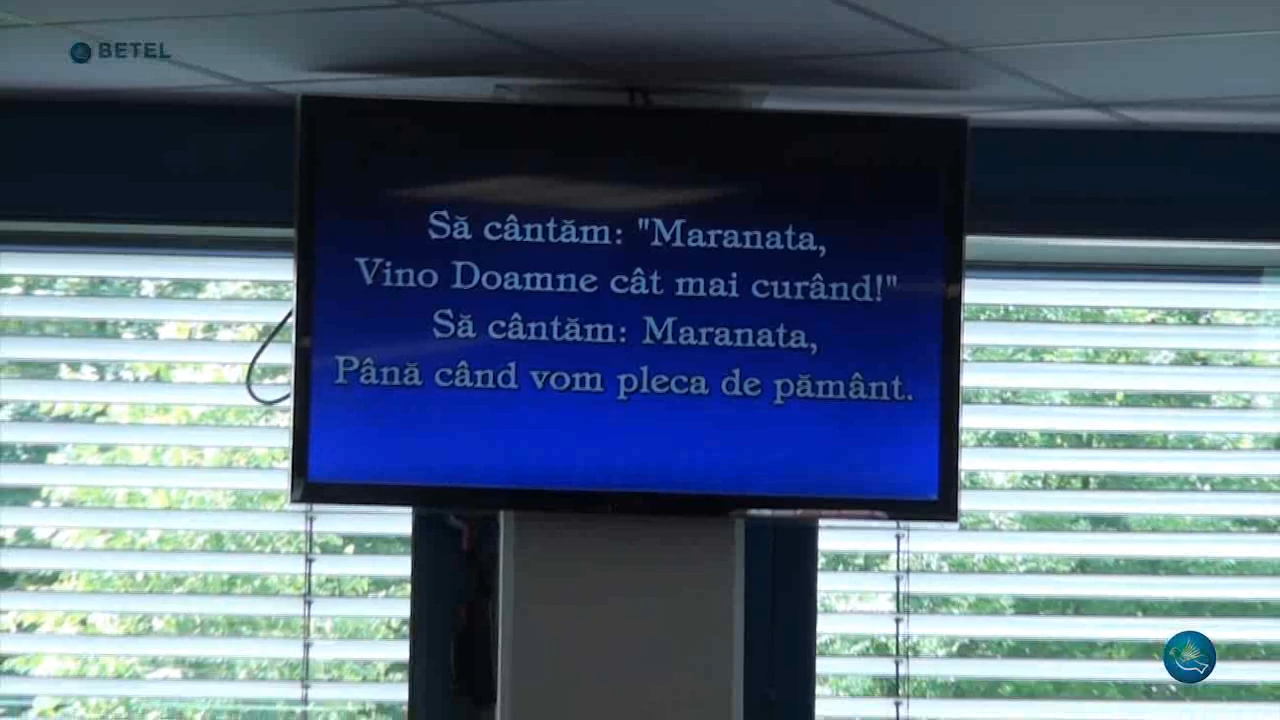 BETEL
Să cântăm: "Maranata,
Vino Doamne cât mai curând!"
Să cântăm: Maranata,
Până când vom pleca de pământ.